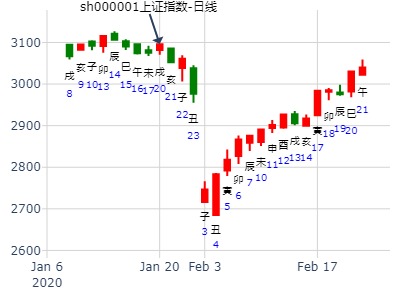 sh000001上证指数-日线
3100
3000
2900
2800
2700
2600
戌
8
亥
9
子
10
卯
13
辰
14
巳
15
午
16
未
17
戌
20
亥
21
子
22
丑
23
子
3
丑
4
寅
5
卯
6
辰
7
未
10
申
11
酉
12
戌
13
亥
14
寅
17
卯
18
辰
19
巳
20
午
21
Jan 6
2020
Jan 20
Feb 3
Feb 17